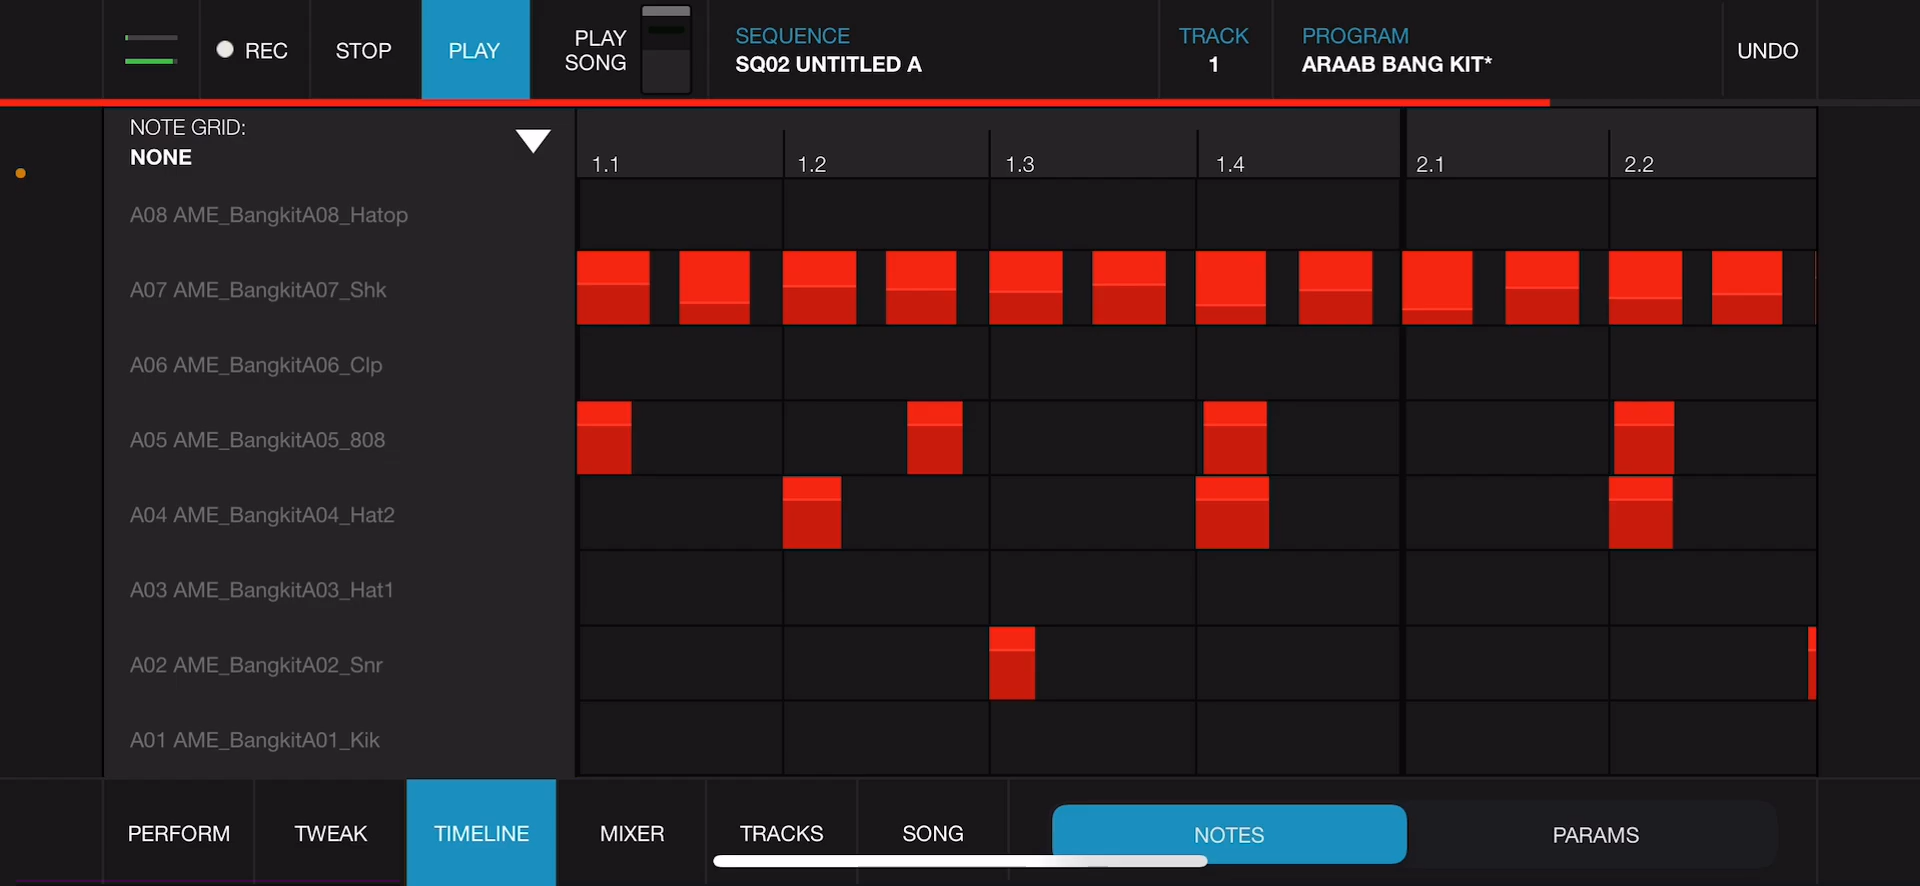 REC
STOP
PLAY
PLAY
SONG
SEQUENCE
SQ02 UNTITLED A
TRACK
1
PROGRAM
ARAAB BANG KIT*
UNDO
NOTE GRID:
NONE
1.1
1.2
1.3
1.4
2.1
2.2
A08 AME_BangkitA08_Hatop
A07 AME_BangkitA07_Shk
A06 AME_BangkitA06_Clp
A05 AME_BangkitA05_808
A04 AME_BangkitA04_Hat2
A03 AME_BangkitA03_Hat1
A02 AME_BangkitA02_Snr
A01 AME_BangkitA01_Kik
PERFORM
TWEAK
TIMELINE
MIXER
TRACKS
SONG
NOTES
PARAMS